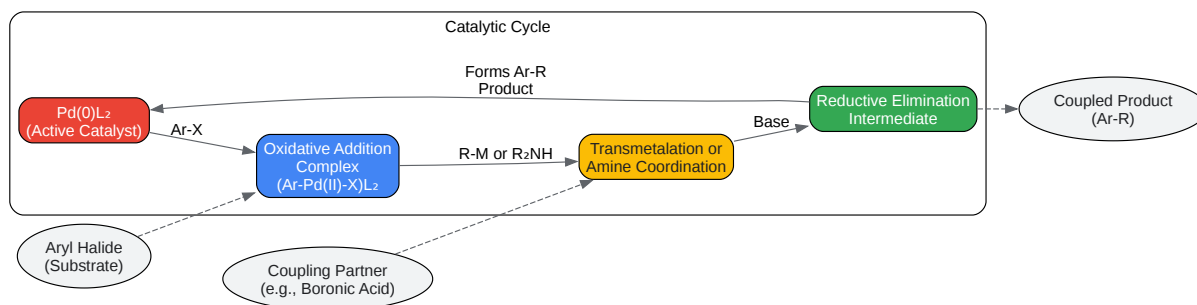 Catalytic Cycle
Forms Ar-R
Product
Pd(0)L₂
(Active Catalyst)
Ar-X
Oxidative Addition
Complex
(Ar-Pd(II)-X)L₂
R-M or R₂NH
Transmetalation or
Amine Coordination
Base
Reductive Elimination
Intermediate
Coupled Product
(Ar-R)
Aryl Halide
(Substrate)
Coupling Partner
(e.g., Boronic Acid)